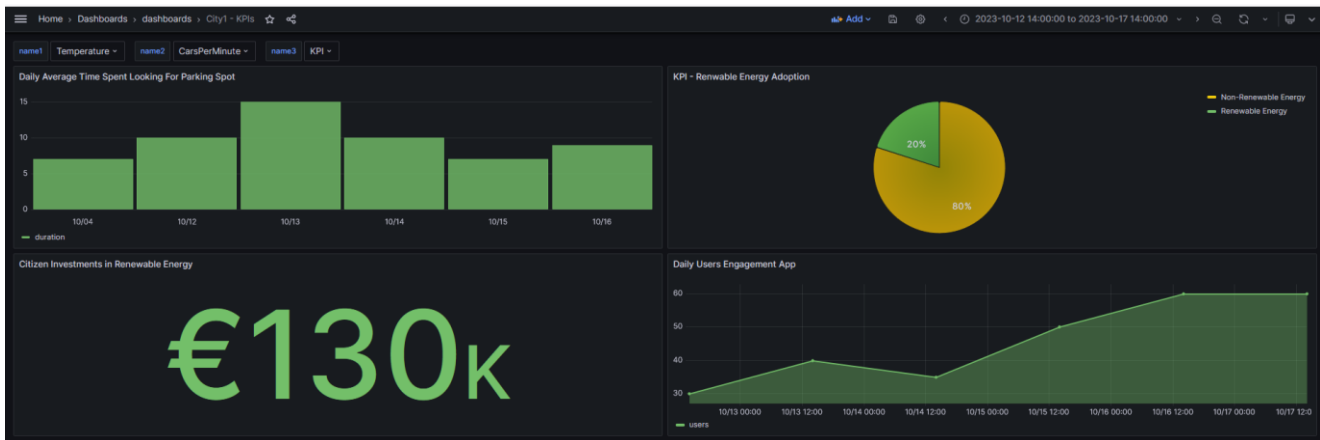 Home › Dashboards › dashboards › City1 - KPIs
Add
2023-10-12 14:00:00 to 2023-10-17 14:00:00
name1 Temperature name2 CarsPerMinute name3 KPI
Daily Average Time Spent Looking For Parking Spot
15
10
5
0
10/04 10/12 10/13 10/14 10/15 10/16
duration
KPI - Renwable Energy Adoption
Non-Renewable Energy
Renewable Energy
20%
80%
Citizen Investments in Renewable Energy
€130K
Daily Users Engagement App
60
50
40
30
10/13 00:00 10/13 12:00 10/14 00:00 10/14 12:00 10/15 00:00 10/15 12:00 10/16 00:00 10/16 12:00 10/17 00:00 10/17 12:0
users